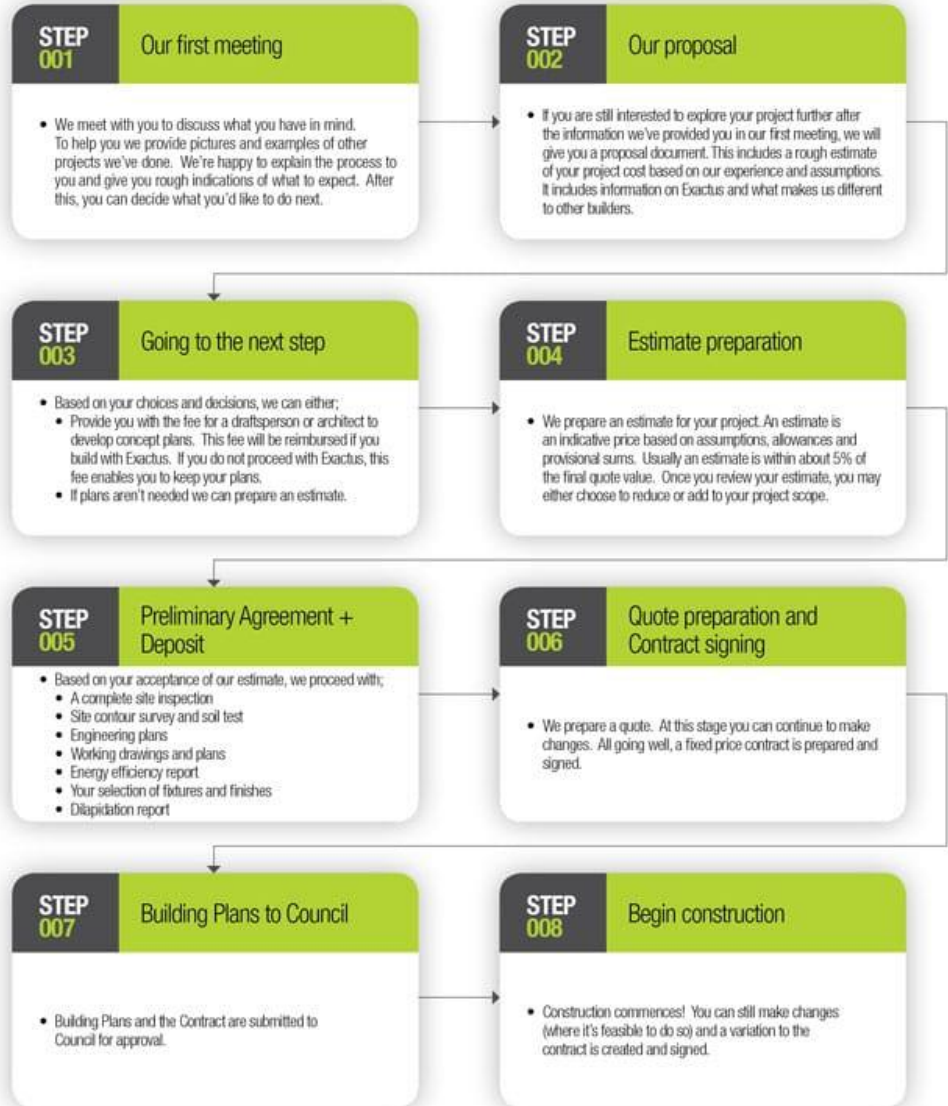 STEP
001
Our first meeting
• We meet with you to discuss what you have in mind.
To help you we provide pictures and examples of other
projects we've done. We're happy to explain the process to
you and give you rough indications of what to expect. After
this, you can decide what you'd like to do next.
STEP
002
Our proposal
• If you are still interested to explore your project further after
the information we've provided you in our first meeting, we will
give you a proposal document. This includes a rough estimate
of your project cost based on our experience and assumptions.
It includes information on Exactus and what makes us different
to other builders.
STEP
003
Going to the next step
• Based on your choices and decisions, we can either;
• Provide you with the fee for a draftsperson or architect to
develop concept plans. This fee will be reimbursed if you
build with Exactus. If you do not proceed with Exactus, this
fee enables you to keep your plans.
• If plans aren't needed we can prepare an estimate.
STEP
004
Estimate preparation
• We prepare an estimate for your project. An estimate is
an indicative price based on assumptions, allowances and
provisional sums. Usually an estimate is within about 5% of
the final quote value. Once you review your estimate, you may
either choose to reduce or add to your project scope.
STEP
005
Preliminary Agreement +
Deposit
• Based on your acceptance of our estimate, we proceed with;
• A complete site inspection
• Site contour survey and soil test
• Engineering plans
• Working drawings and plans
• Energy efficiency report
• Your selection of fixtures and finishes
• Dilapidation report
STEP
006
Quote preparation and
Contract signing
• We prepare a quote. At this stage you can continue to make
changes. All going well, a fixed price contract is prepared and
signed.
STEP
007
Building Plans to Council
• Building Plans and the Contract are submitted to
Council for approval.
STEP
008
Begin construction
• Construction commences! You can still make changes
(where it's feasible to do so) and a variation to the
contract is created and signed.